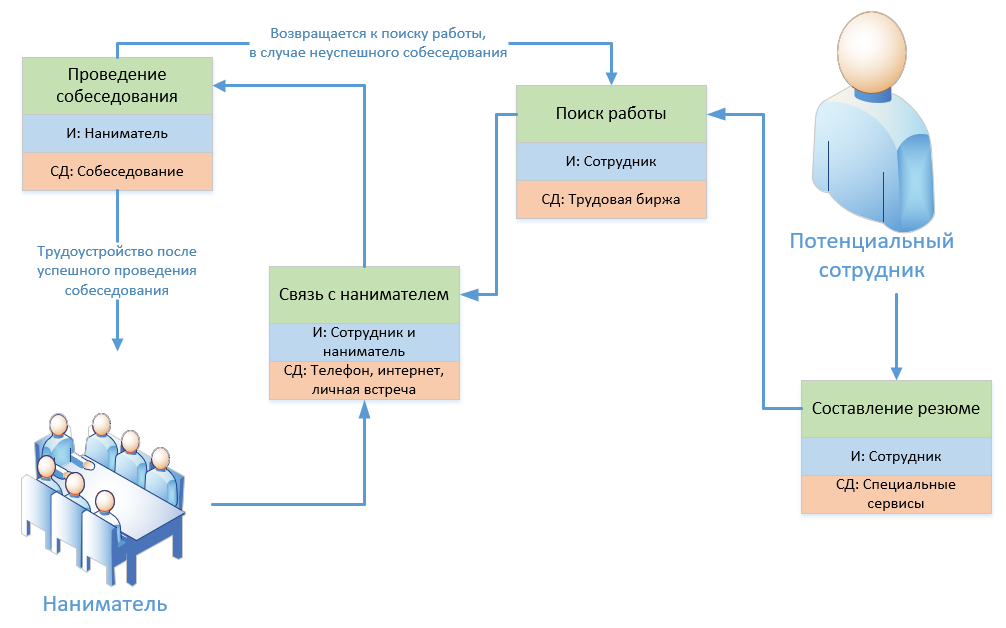 Возвращается к поиску работы,
в случае неуспешного собеседования
Проведение
собеседования
И: Наниматель
СД: Собеседование
Поиск работы
И: Сотрудник
СД: Трудовая биржа
Потенциальный
сотрудник
Трудоустройство после
успешного проведения
собеседования
Связь с нанимателем
И: Сотрудник и
наниматель
СД: Телефон, интернет,
личная встреча
Составление резюме
И: Сотрудник
СД: Специальные
сервисы
Наниматель